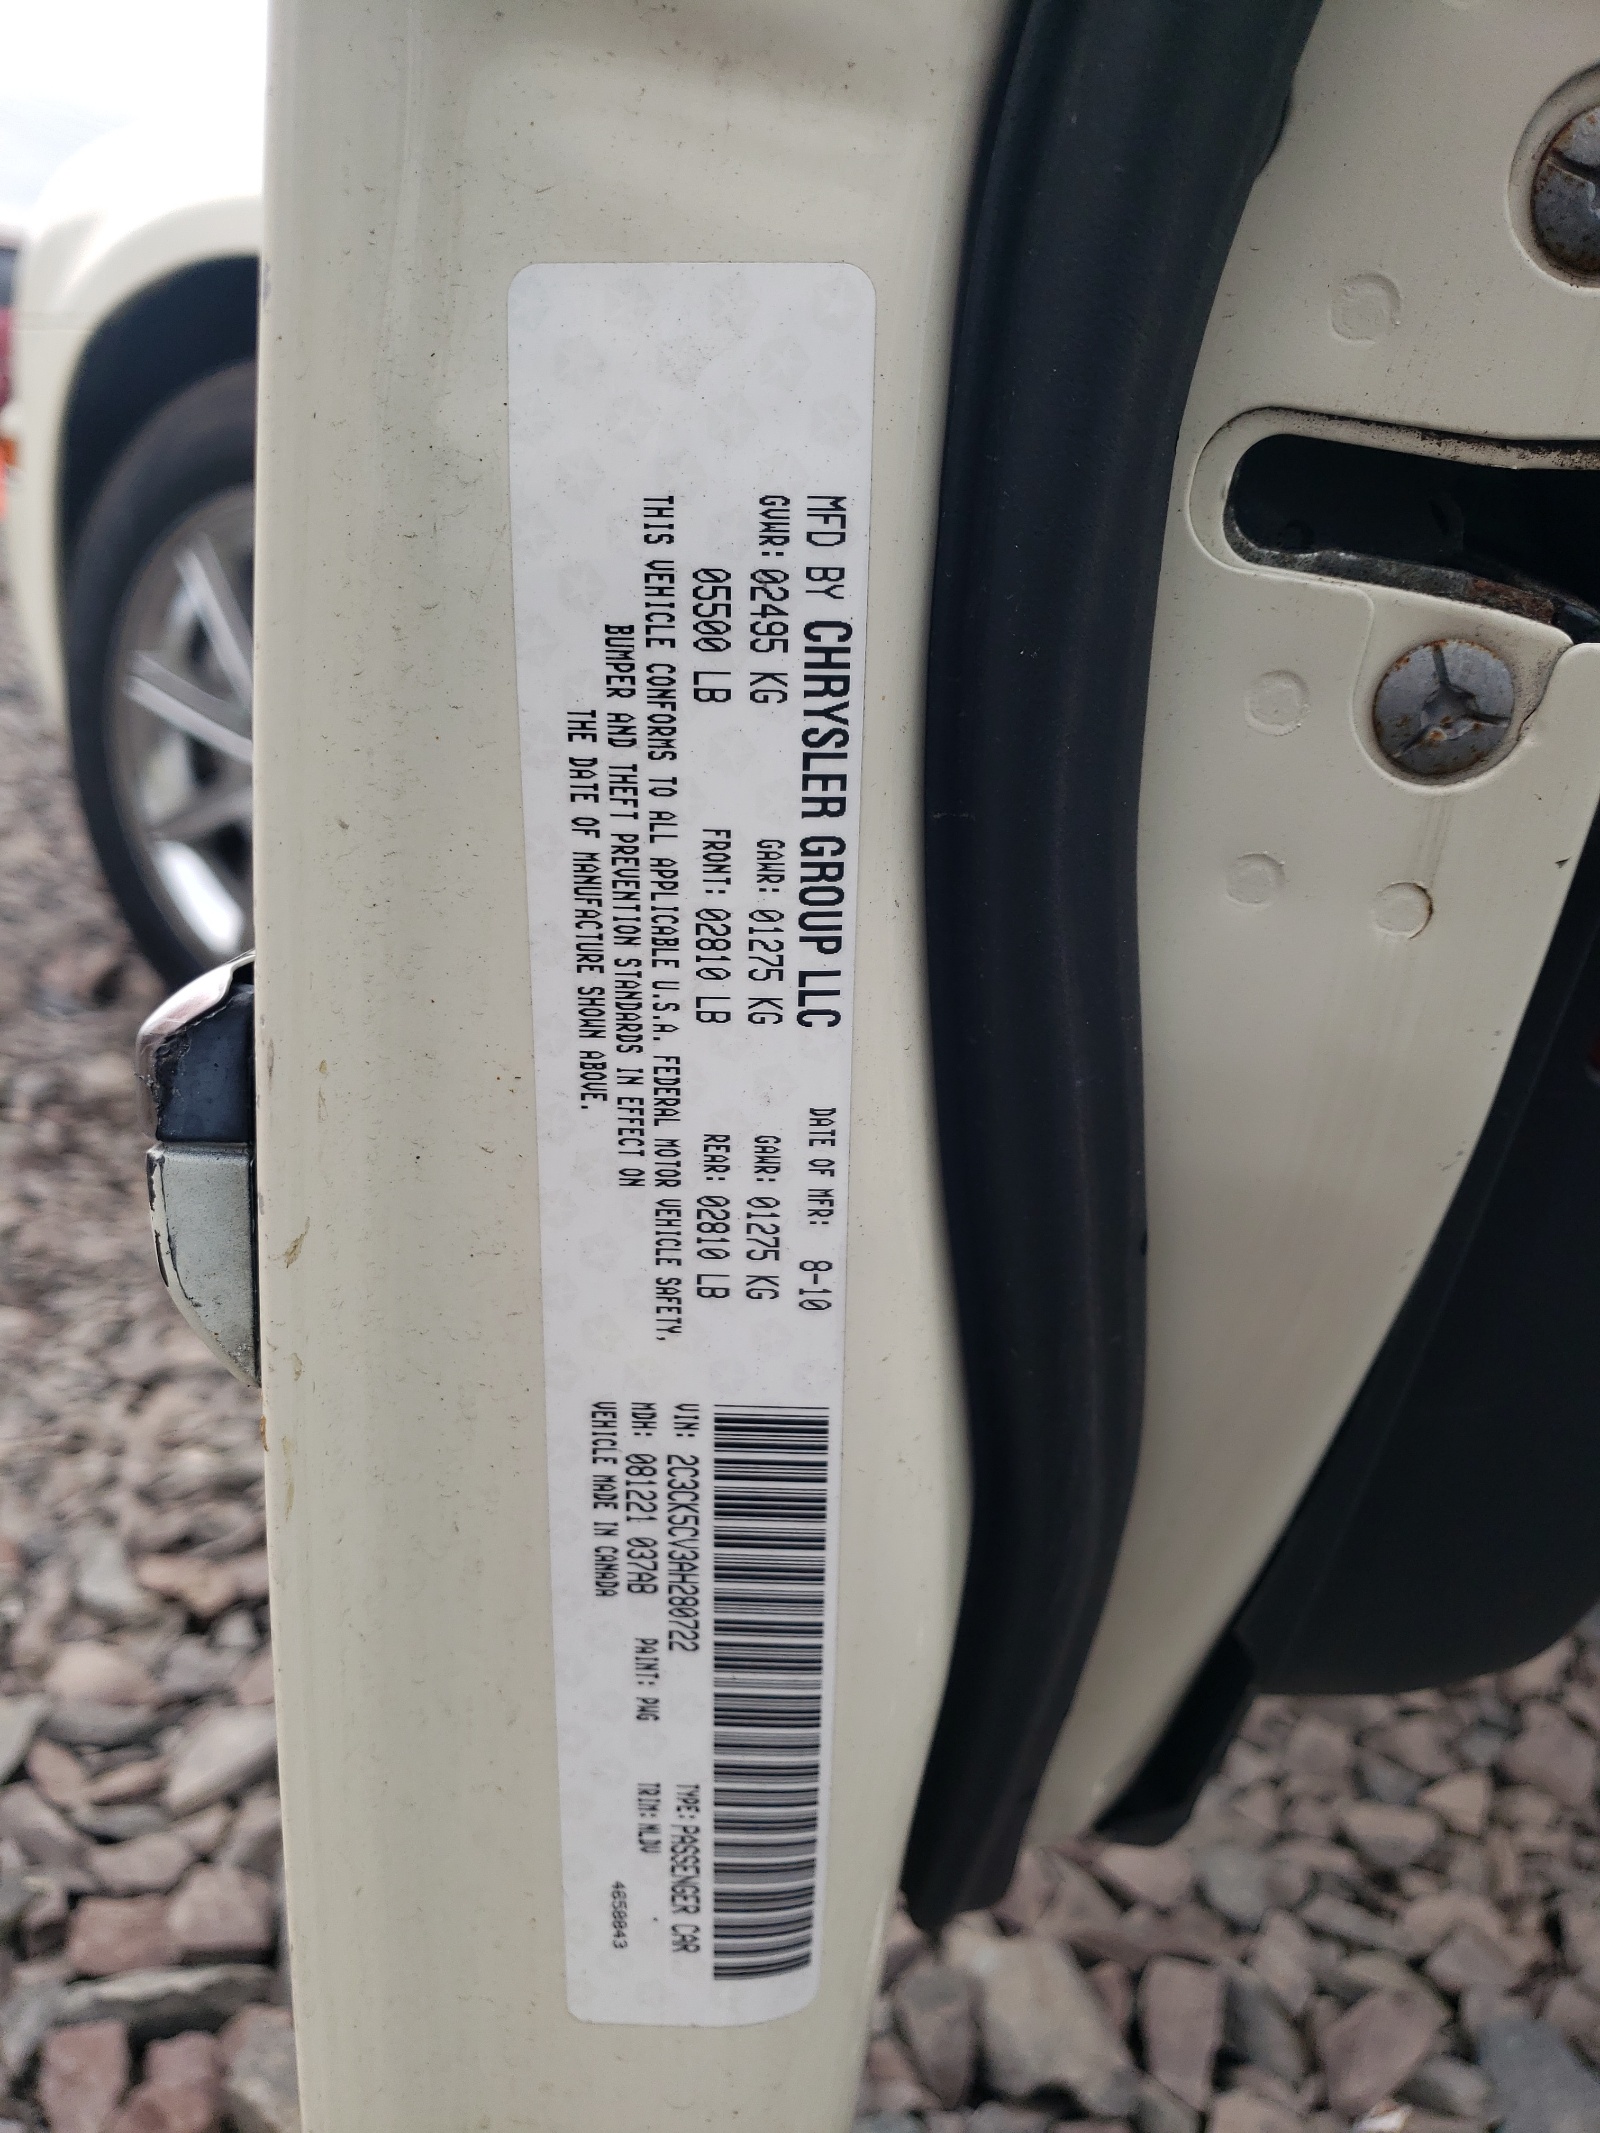 MFD BY CHRYSLER GROUP LLC DATE OF MFR: 8-10
GVWR: 02495 KG GAWR: 01275 KG GAWR: 01275 KG
05500 LB FRONT: 02810 LB REAR: 02810 LB
THIS VEHICLE CONFORMS TO ALL APPLICABLE U.S.A. FEDERAL MOTOR VEHICLE SAFETY,
BUMPER AND THEFT PREVENTION STANDARDS IN EFFECT ON
THE DATE OF MANUFACTURE SHOWN ABOVE.
VIN: 2C3CK5CV3AH280722 TYPE: PASSENGER CAR
MDH: 081221 037AB PAINT: PWG TRIM: MLDV
VEHICLE MADE IN CANADA 4650043